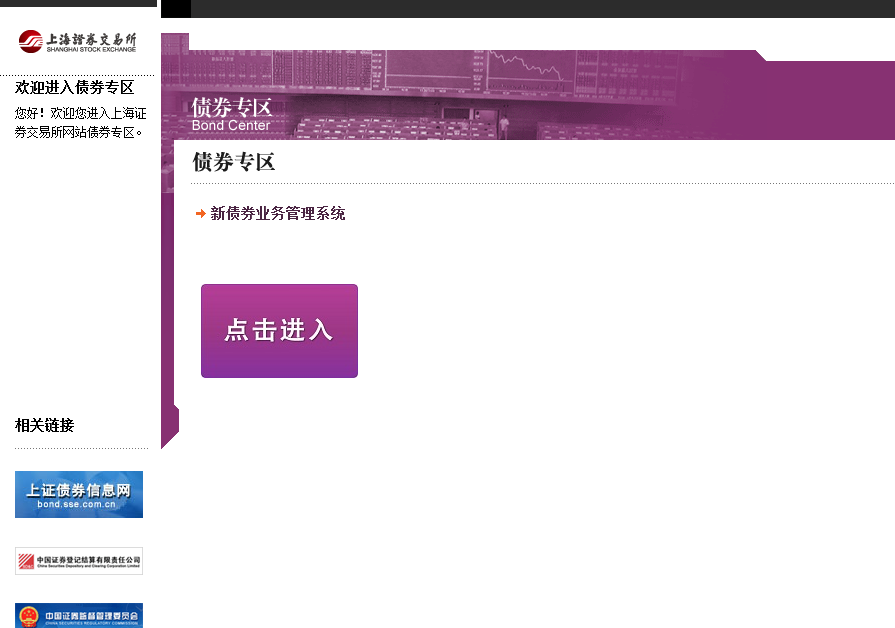 上海證券交易所
SHANGHAI STOCK EXCHANGE
欢迎进入债券专区
您好！欢迎您进入上海证
券交易所网站债券专区。
债券专区
Bond Center
债券专区
新债券业务管理系统
点击进入
相关链接
上证债券信息网
bond.sse.com.cn
中国证券登记结算有限责任公司
China Securities Depository and Clearing Corporation Limited
中国证券监督管理委员会
CHINA SECURITIES REGULATORY COMMISSION